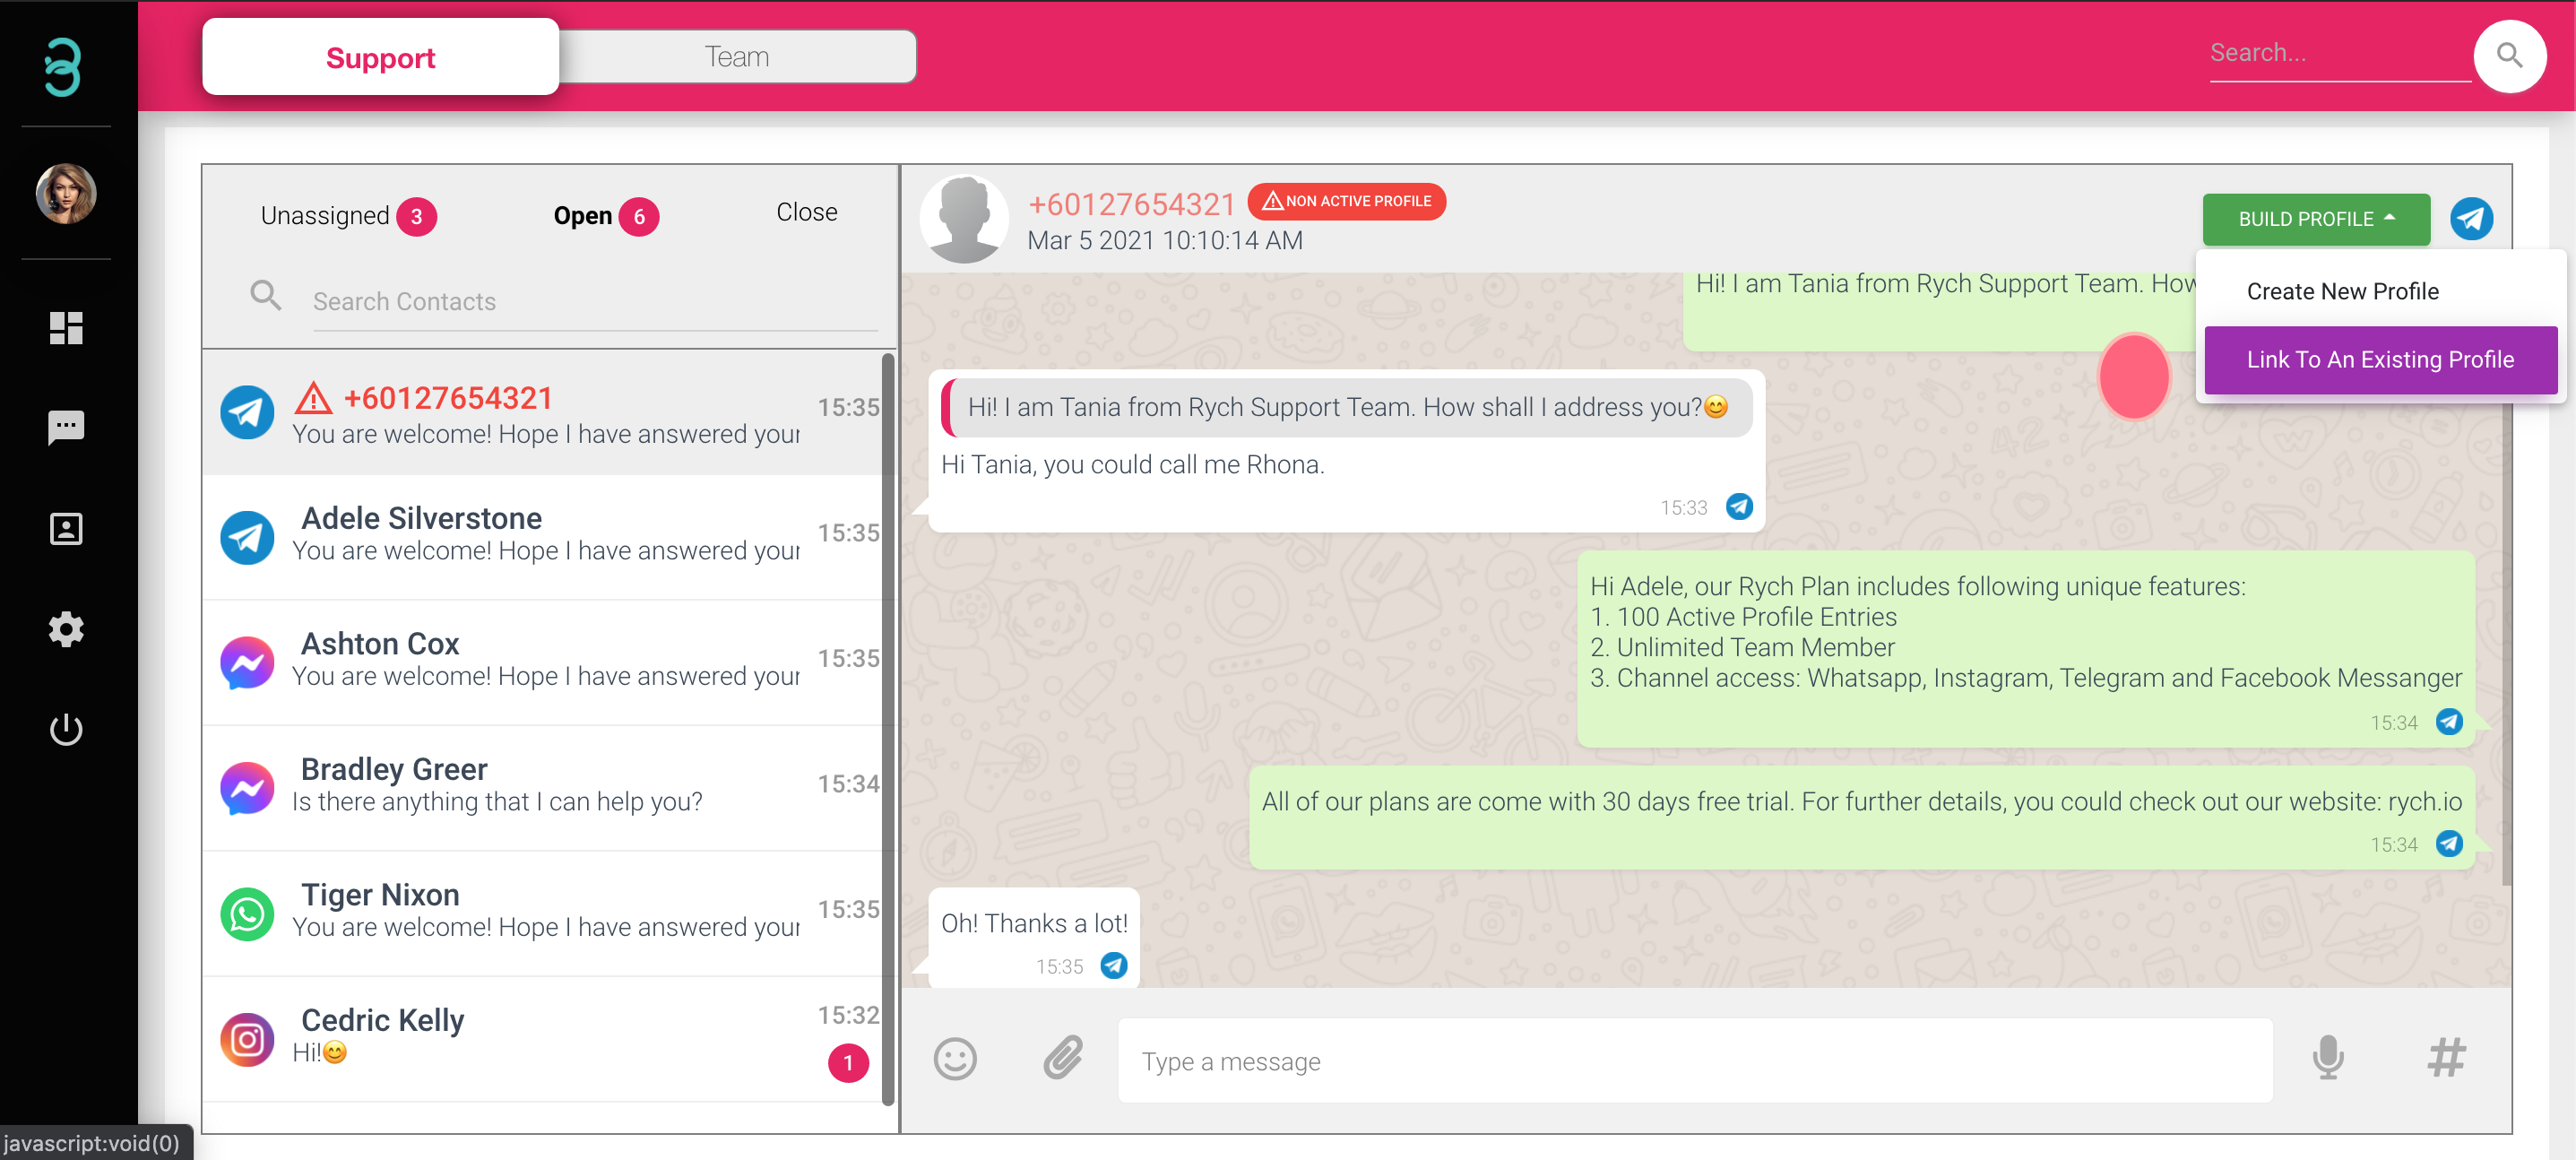 Support
Team
Search...
Unassigned 3
Open 6
Close
Search Contacts
+60127654321
15:35
You are welcome! Hope I have answered your
Adele Silverstone
15:35
You are welcome! Hope I have answered your
Ashton Cox
15:35
You are welcome! Hope I have answered your
Bradley Greer
15:34
Is there anything that I can help you?
Tiger Nixon
15:35
You are welcome! Hope I have answered your
Cedric Kelly
15:32
Hi!😊
1
+60127654321
NON ACTIVE PROFILE
Mar 5 2021 10:10:14 AM
BUILD PROFILE
Create New Profile
Link To An Existing Profile
Hi! I am Tania from Rych Support Team. How
Hi! I am Tania from Rych Support Team. How shall I address you?😊
Hi Tania, you could call me Rhona.
15:33
Hi Adele, our Rych Plan includes following unique features:
1. 100 Active Profile Entries
2. Unlimited Team Member
3. Channel access: Whatsapp, Instagram, Telegram and Facebook Messanger
15:34
All of our plans are come with 30 days free trial. For further details, you could check out our website: rych.io
15:34
Oh! Thanks a lot!
15:35
Type a message
#
javascript:void(0)